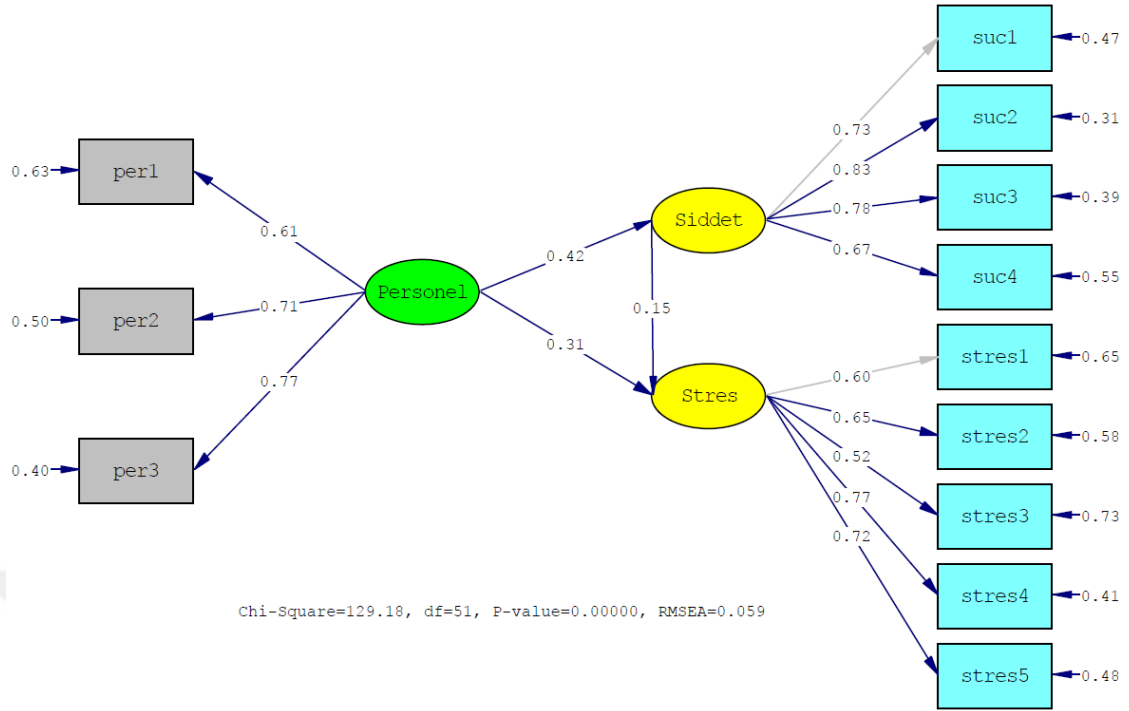 suc1
0.47
0.73
suc2
0.31
per1
0.63
0.83
suc3
0.39
0.78
Siddet
0.61
0.67
suc4
0.55
0.42
Personel
0.71
0.15
per2
0.50
0.31
stres1
0.65
0.60
0.77
Stres
0.65
stres2
0.58
0.52
per3
0.40
0.77
stres3
0.73
0.72
stres4
0.41
Chi-Square=129.18, df=51, P-value=0.00000, RMSEA=0.059
stres5
0.48